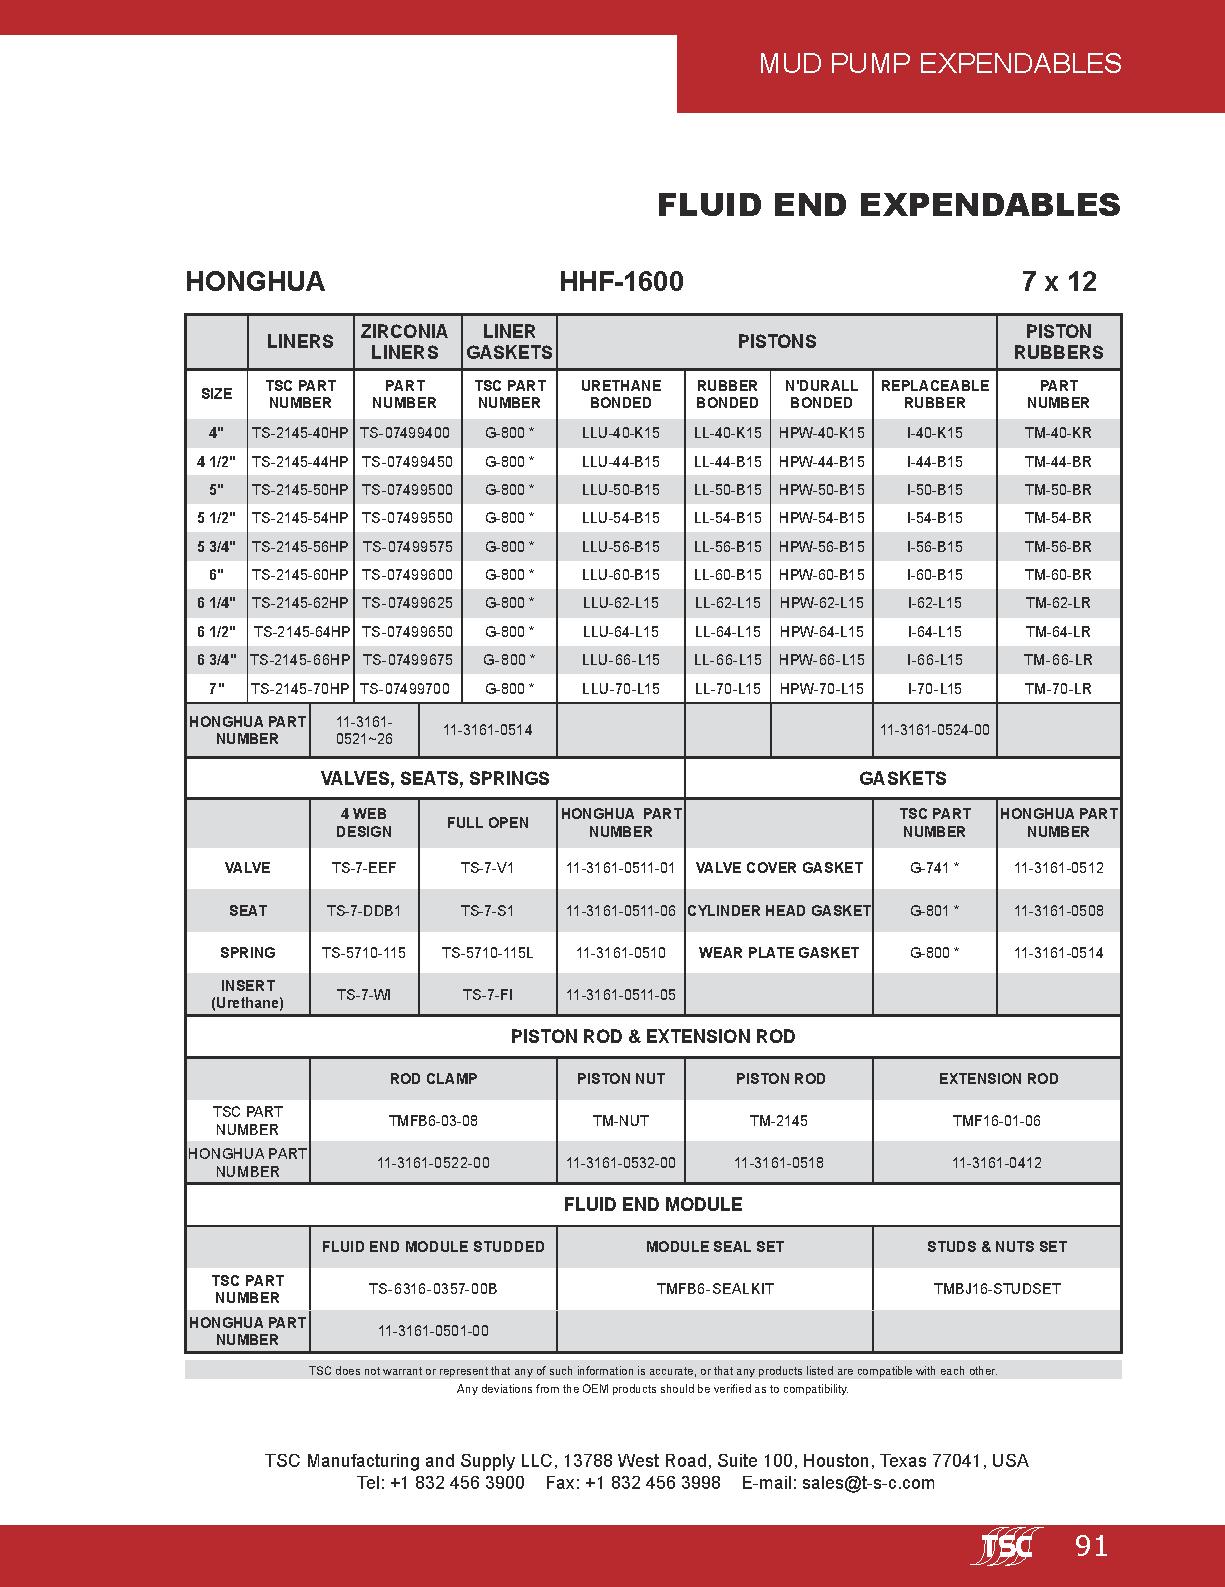 MUD PUMP EXPENDABLES
FLUID END EXPENDABLES
HONGHUA HHF-1600 7 x 12
LINERS ZIRCONIA LINERS LINER GASKETS PISTONS PISTON RUBBERS
SIZE TSC PART NUMBER PART NUMBER TSC PART NUMBER URETHANE BONDED RUBBER BONDED N'DURALL BONDED REPLACEABLE RUBBER PART NUMBER
4" TS-2145-40HP TS-07499400 G-800 * LLU-40-K15 LL-40-K15 HPW-40-K15 I-40-K15 TM-40-KR
4 1/2" TS-2145-44HP TS-07499450 G-800 * LLU-44-B15 LL-44-B15 HPW-44-B15 I-44-B15 TM-44-BR
5" TS-2145-50HP TS-07499500 G-800 * LLU-50-B15 LL-50-B15 HPW-50-B15 I-50-B15 TM-50-BR
5 1/2" TS-2145-54HP TS-07499550 G-800 * LLU-54-B15 LL-54-B15 HPW-54-B15 I-54-B15 TM-54-BR
5 3/4" TS-2145-56HP TS-07499575 G-800 * LLU-56-B15 LL-56-B15 HPW-56-B15 I-56-B15 TM-56-BR
6" TS-2145-60HP TS-07499600 G-800 * LLU-60-B15 LL-60-B15 HPW-60-B15 I-60-B15 TM-60-BR
6 1/4" TS-2145-62HP TS-07499625 G-800 * LLU-62-L15 LL-62-L15 HPW-62-L15 I-62-L15 TM-62-LR
6 1/2" TS-2145-64HP TS-07499650 G-800 * LLU-64-L15 LL-64-L15 HPW-64-L15 I-64-L15 TM-64-LR
6 3/4" TS-2145-66HP TS-07499675 G-800 * LLU-66-L15 LL-66-L15 HPW-66-L15 I-66-L15 TM-66-LR
7" TS-2145-70HP TS-07499700 G-800 * LLU-70-L15 LL-70-L15 HPW-70-L15 I-70-L15 TM-70-LR
HONGHUA PART NUMBER 11-3161-0521~26 11-3161-0514 11-3161-0524-00
VALVES, SEATS, SPRINGS GASKETS
4 WEB DESIGN FULL OPEN HONGHUA PART NUMBER TSC PART NUMBER HONGHUA PART NUMBER
VALVE TS-7-EEF TS-7-V1 11-3161-0511-01 VALVE COVER GASKET G-741 * 11-3161-0512
SEAT TS-7-DDB1 TS-7-S1 11-3161-0511-06 CYLINDER HEAD GASKET G-801 * 11-3161-0508
SPRING TS-5710-115 TS-5710-115L 11-3161-0510 WEAR PLATE GASKET G-800 * 11-3161-0514
INSERT (Urethane) TS-7-WI TS-7-FI 11-3161-0511-05
PISTON ROD & EXTENSION ROD
ROD CLAMP PISTON NUT PISTON ROD EXTENSION ROD
TSC PART NUMBER TMFB6-03-08 TM-NUT TM-2145 TMF16-01-06
HONGHUA PART NUMBER 11-3161-0522-00 11-3161-0532-00 11-3161-0518 11-3161-0412
FLUID END MODULE
FLUID END MODULE STUDDED MODULE SEAL SET STUDS & NUTS SET
TSC PART NUMBER TS-6316-0357-00B TMFB6-SEALKIT TMBJ16-STUDSET
HONGHUA PART NUMBER 11-3161-0501-00
TSC does not warrant or represent that any of such information is accurate, or that any products listed are compatible with each other.
Any deviations from the OEM products should be verified as to compatibility.
TSC Manufacturing and Supply LLC, 13788 West Road, Suite 100, Houston, Texas 77041, USA
Tel: +1 832 456 3900 Fax: +1 832 456 3998 E-mail: sales@t-s-c.com
TSC 91